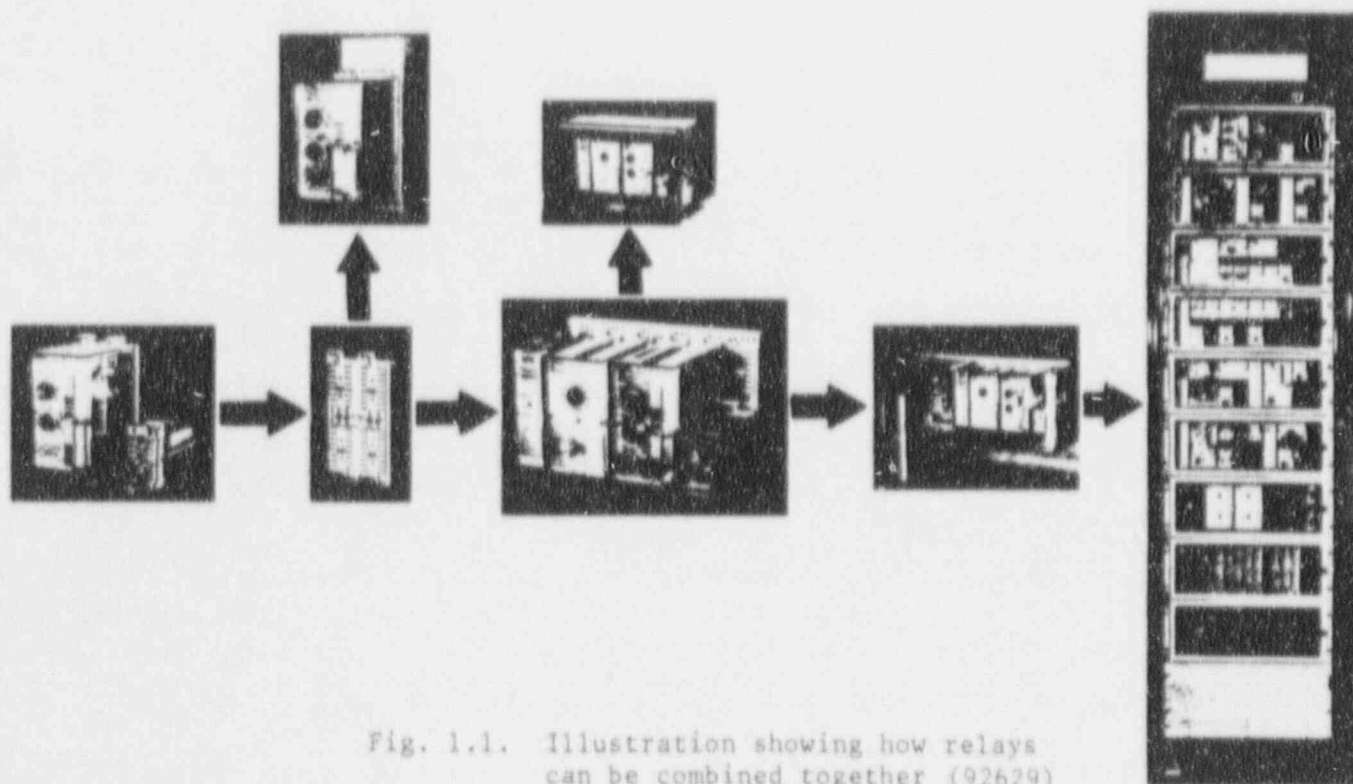 Fig. 1.1. Illustration showing how relays
can be combined together (92629)